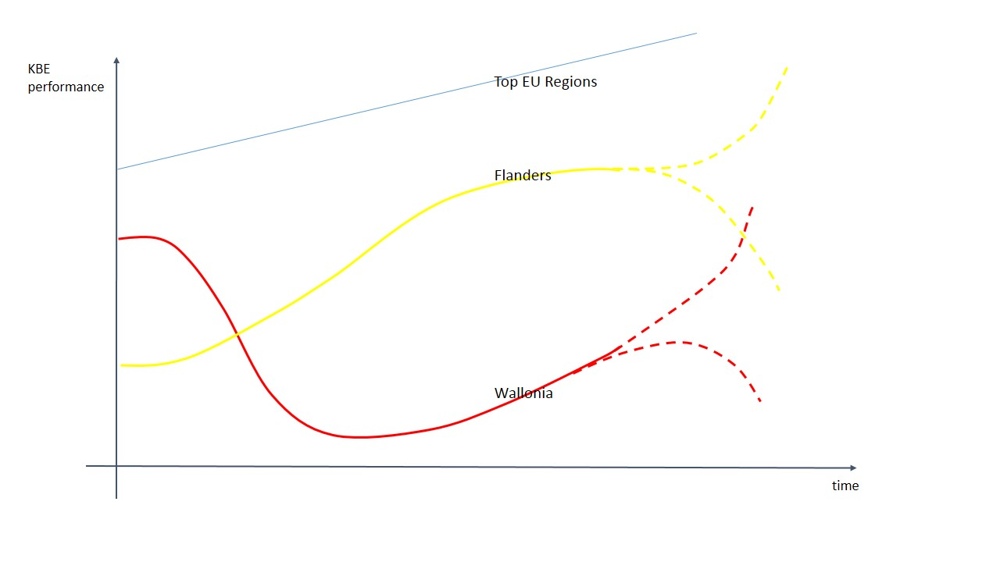 KBE
performance
Top EU Regions
Flanders
Wallonia
time